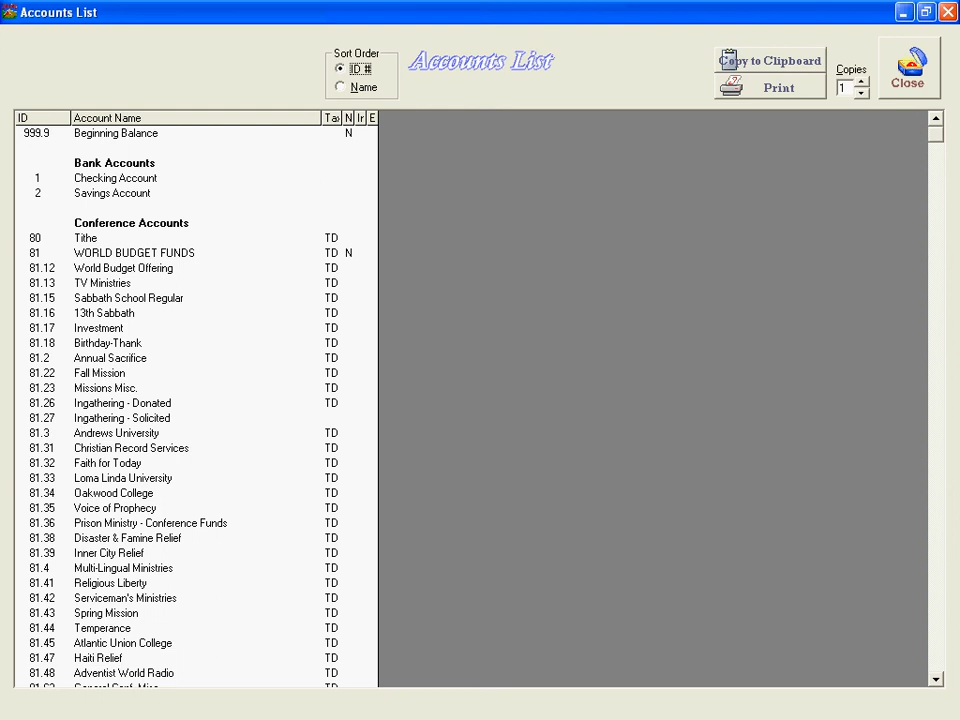 Accounts List
Sort Order
ID #
Name
Accounts List
Copy to Clipboard
Print
Copies
1
Close
ID Account Name Tax N Ir E
999.9 Beginning Balance N
Bank Accounts
1 Checking Account
2 Savings Account
Conference Accounts
80 Tithe TD
81 WORLD BUDGET FUNDS TD N
81.12 World Budget Offering TD
81.13 TV Ministries TD
81.15 Sabbath School Regular TD
81.16 13th Sabbath TD
81.17 Investment TD
81.18 Birthday-Thank TD
81.2 Annual Sacrifice TD
81.22 Fall Mission TD
81.23 Missions Misc. TD
81.26 Ingathering - Donated TD
81.27 Ingathering - Solicited
81.3 Andrews University TD
81.31 Christian Record Services TD
81.32 Faith for Today TD
81.33 Loma Linda University TD
81.34 Oakwood College TD
81.35 Voice of Prophecy TD
81.36 Prison Ministry - Conference Funds TD
81.38 Disaster & Famine Relief TD
81.39 Inner City Relief TD
81.4 Multi-Lingual Ministries TD
81.41 Religious Liberty TD
81.42 Serviceman's Ministries TD
81.43 Spring Mission TD
81.44 Temperance TD
81.45 Atlantic Union College TD
81.47 Haiti Relief TD
81.48 Adventist World Radio TD